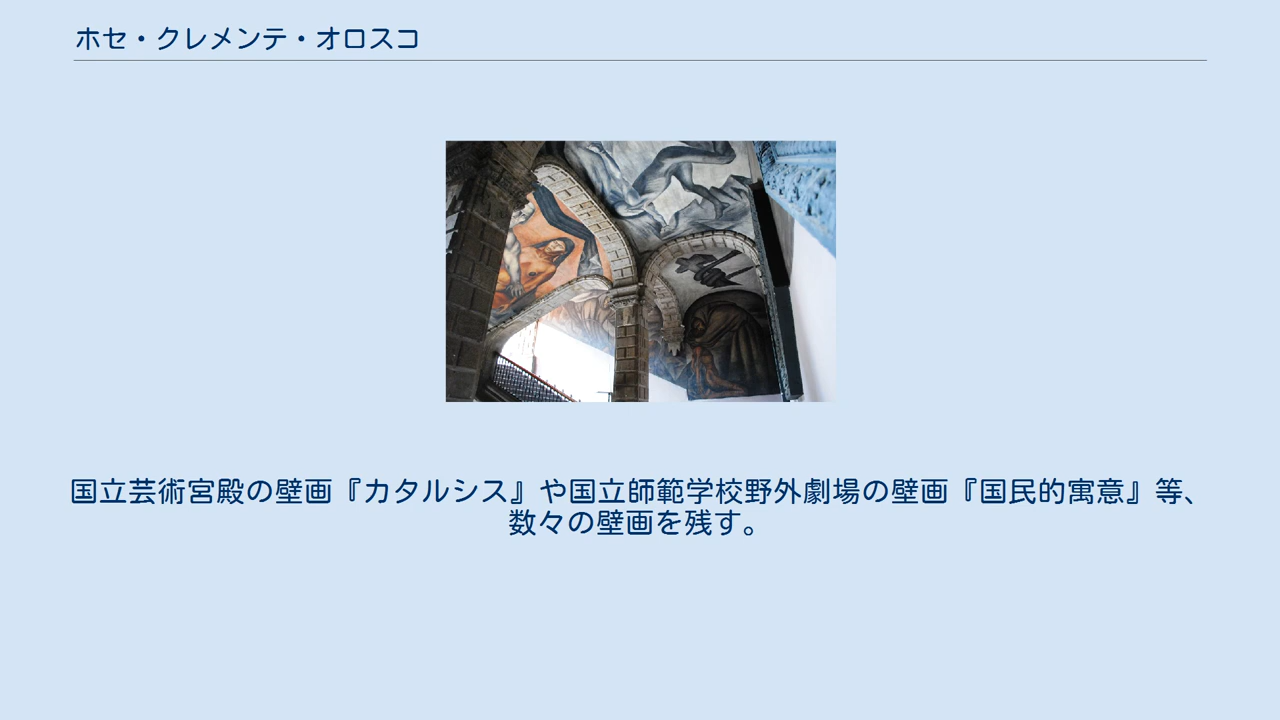 ホセ・クレメンテ・オロスコ
国立芸術宮殿の壁画『カタルシス』や国立師範学校野外劇場の壁画『国民的寓意』等、
数々の壁画を残す。